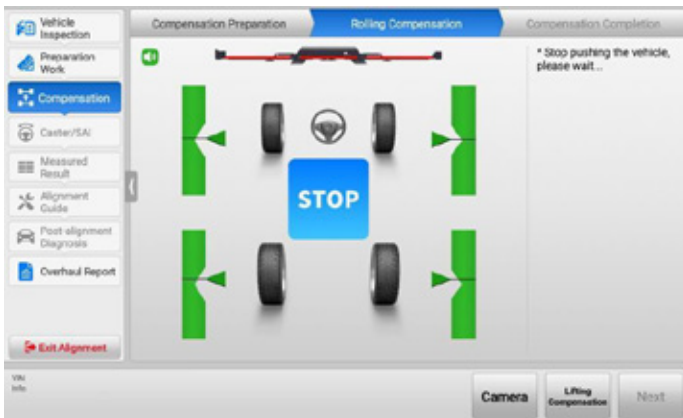 Vehicle
Inspection
Preparation
Work
Compensation
Caster/SAI
Measured
Result
Alignment
Guide
Post-alignment
Diagnosis
Overhaul Report
Exit Alignment
Compensation Preparation
Rolling Compensation
Compensation Completion
* Stop pushing the vehicle,
please wait...
STOP
VIN
Info
Camera
Lifting
Compensation
Next